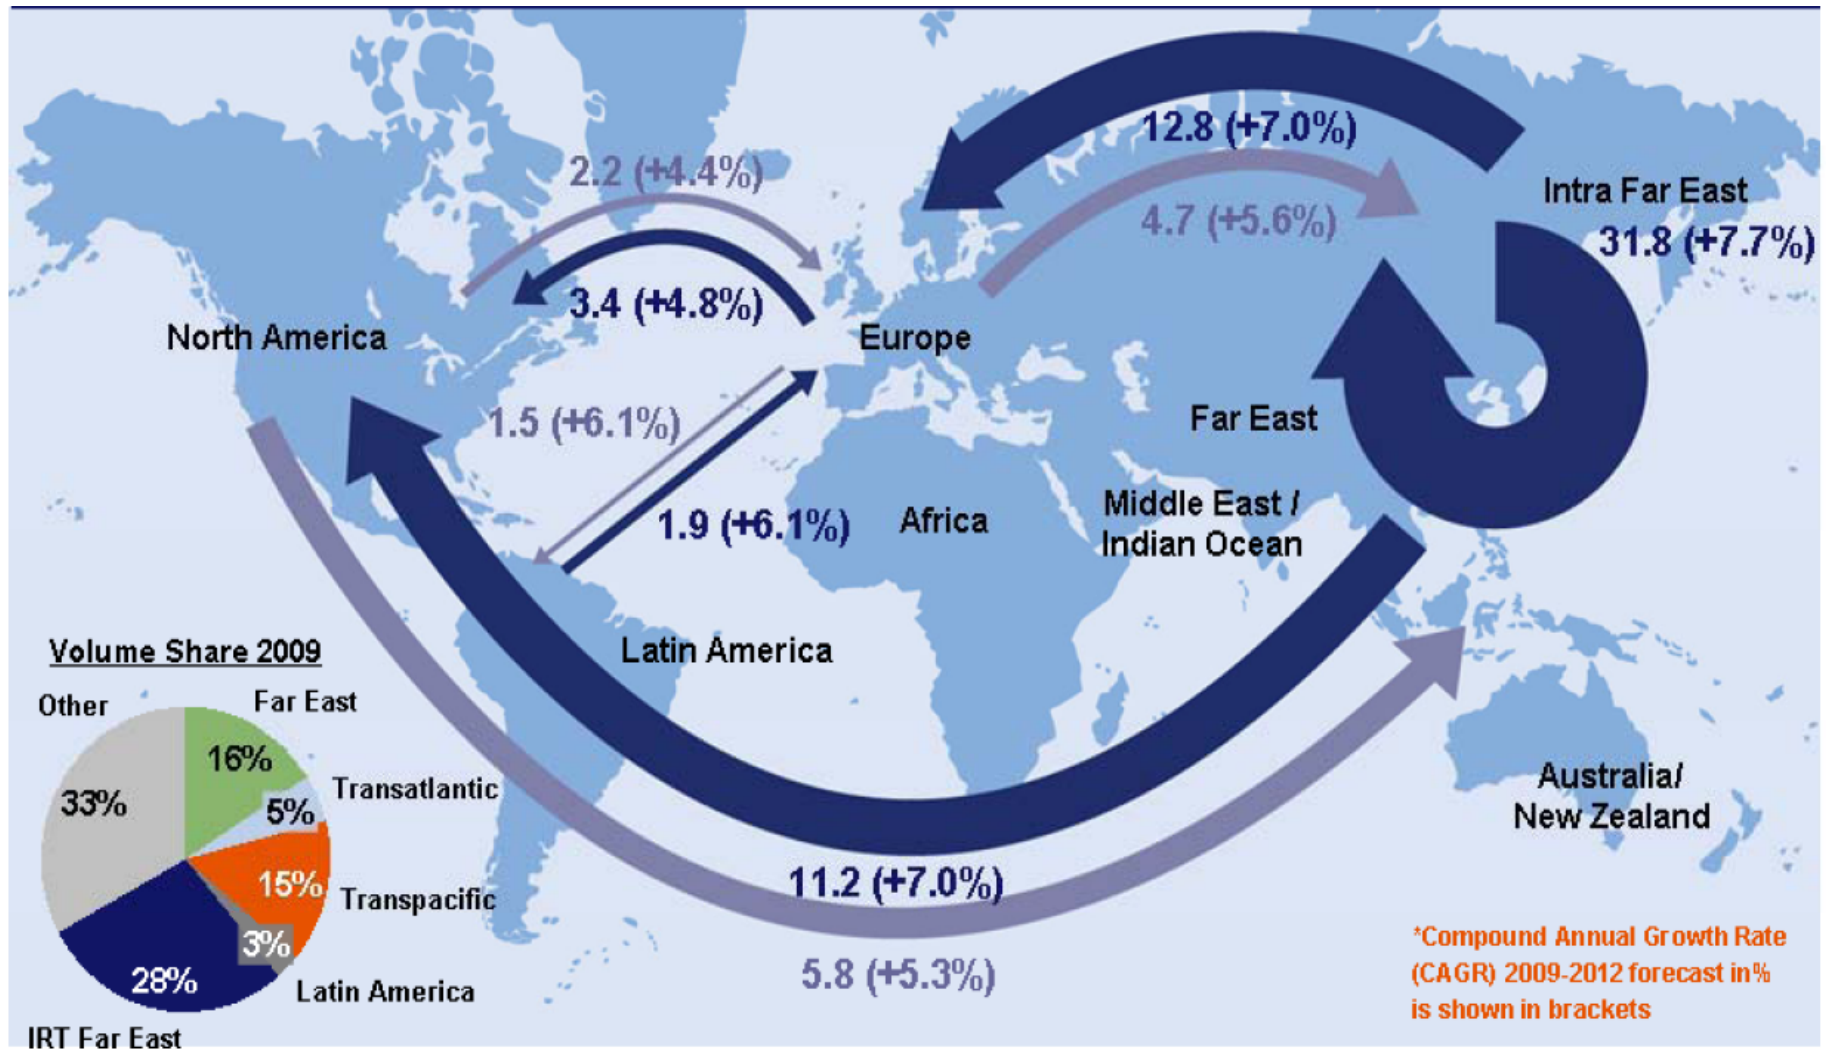 12.8 (+7.0%)
2.2 (+4.4%)
Intra Far East
4.7 (+5.6%)
31.8 (+7.7%)
3.4 (+4.8%)
North America
Europe
1.5 (+6.1%)
Far East
Middle East /
Indian Ocean
1.9 (+6.1%)
Africa
Latin America
Volume Share 2009
Other
Far East
16%
Transatlantic
33%
5%
Australia/
New Zealand
15%
Transpacific
11.2 (+7.0%)
3%
28%
Latin America
5.8 (+5.3%)
IRT Far East
*Compound Annual Growth Rate
(CAGR) 2009-2012 forecast in%
is shown in brackets